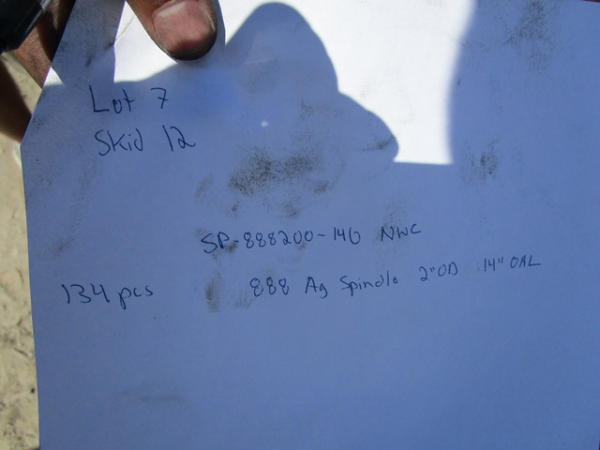 Lot 7
Skid 12
SP-888200-140 NWC
134 pcs 888 Ag Spindle 2"OD 14" OAL